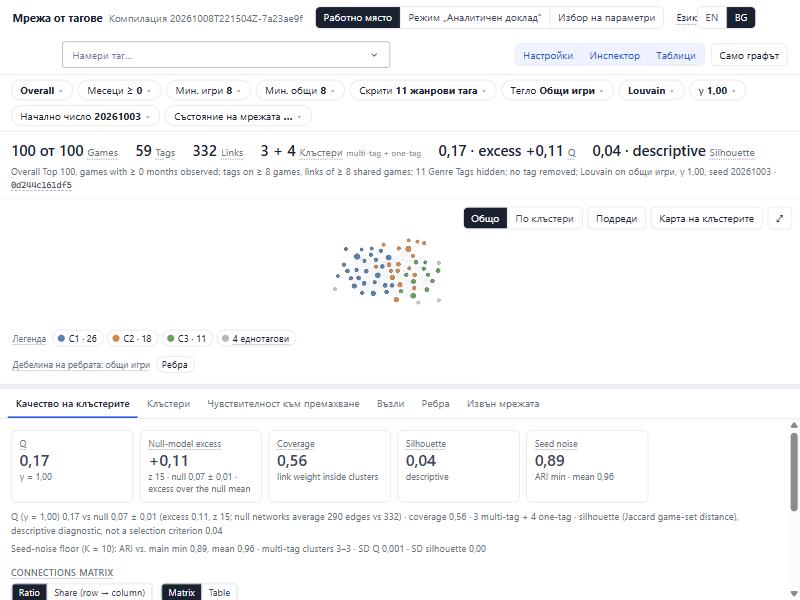 Мрежа от тагове Компилация 20261008T221504Z-7a23ae9f Работно място Режим „Аналитичен доклад“ Избор на параметри Език EN BG
Намери таг... Настройки Инспектор Таблици Само графът
Overall Месеци ≥ 0 Мин. игри 8 Мин. общи 8 Скрити 11 жанрови тага Тегло Общи игри Louvain γ 1,00
Начално число 20261003 Състояние на мрежата ...
100 от 100 Games 59 Tags 332 Links 3 + 4 Клъстери multi-tag + one-tag 0,17 · excess +0,11 Q 0,04 · descriptive Silhouette
Overall Top 100, games with ≥ 0 months observed; tags on ≥ 8 games, links of ≥ 8 shared games; 11 Genre Tags hidden; no tag removed; Louvain on общи игри, γ 1,00, seed 20261003 ·
0d244c161df5
Общо По клъстери Подреди Карта на клъстерите
Легенда C1 · 26 C2 · 18 C3 · 11 4 еднотагови
Дебелина на ребрата: общи игри Ребра
Качество на клъстерите Клъстери Чувствителност към премахване Възли Ребра Извън мрежата
Q Null-model excess Coverage Silhouette Seed noise
0,17 +0,11 0,56 0,04 0,89
γ = 1,00 z 15 · null 0,07 ± 0,01 · link weight inside clusters descriptive ARI min · mean 0,96
excess over the null mean
Q (γ = 1,00) 0,17 vs null 0,07 ± 0,01 (excess 0,11, z 15; null networks average 290 edges vs 332) · coverage 0,56 · 3 multi-tag + 4 one-tag · silhouette (Jaccard game-set distance),
descriptive diagnostic, not a selection criterion 0,04
Seed-noise floor (K = 10): ARI vs. main min 0,89, mean 0,96 · multi-tag clusters 3–3 · SD Q 0,001 · SD silhouette 0,00
CONNECTIONS MATRIX
Ratio Share (row → column) Matrix Table